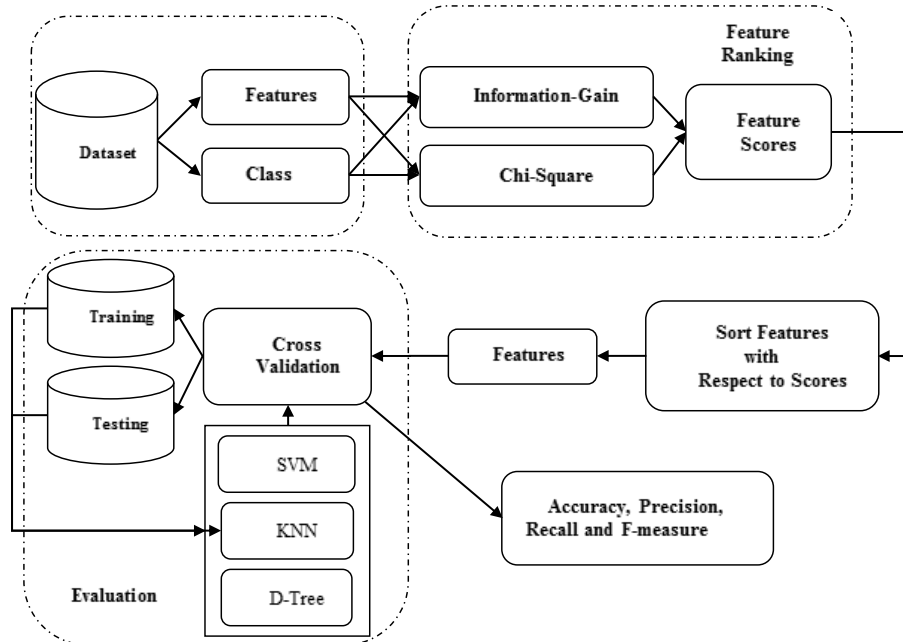 Feature
Ranking
Dataset
Features
Class
Information-Gain
Chi-Square
Feature
Scores
Training
Testing
Cross
Validation
Features
Sort Features
with
Respect to Scores
SVM
KNN
D-Tree
Evaluation
Accuracy, Precision,
Recall and F-measure